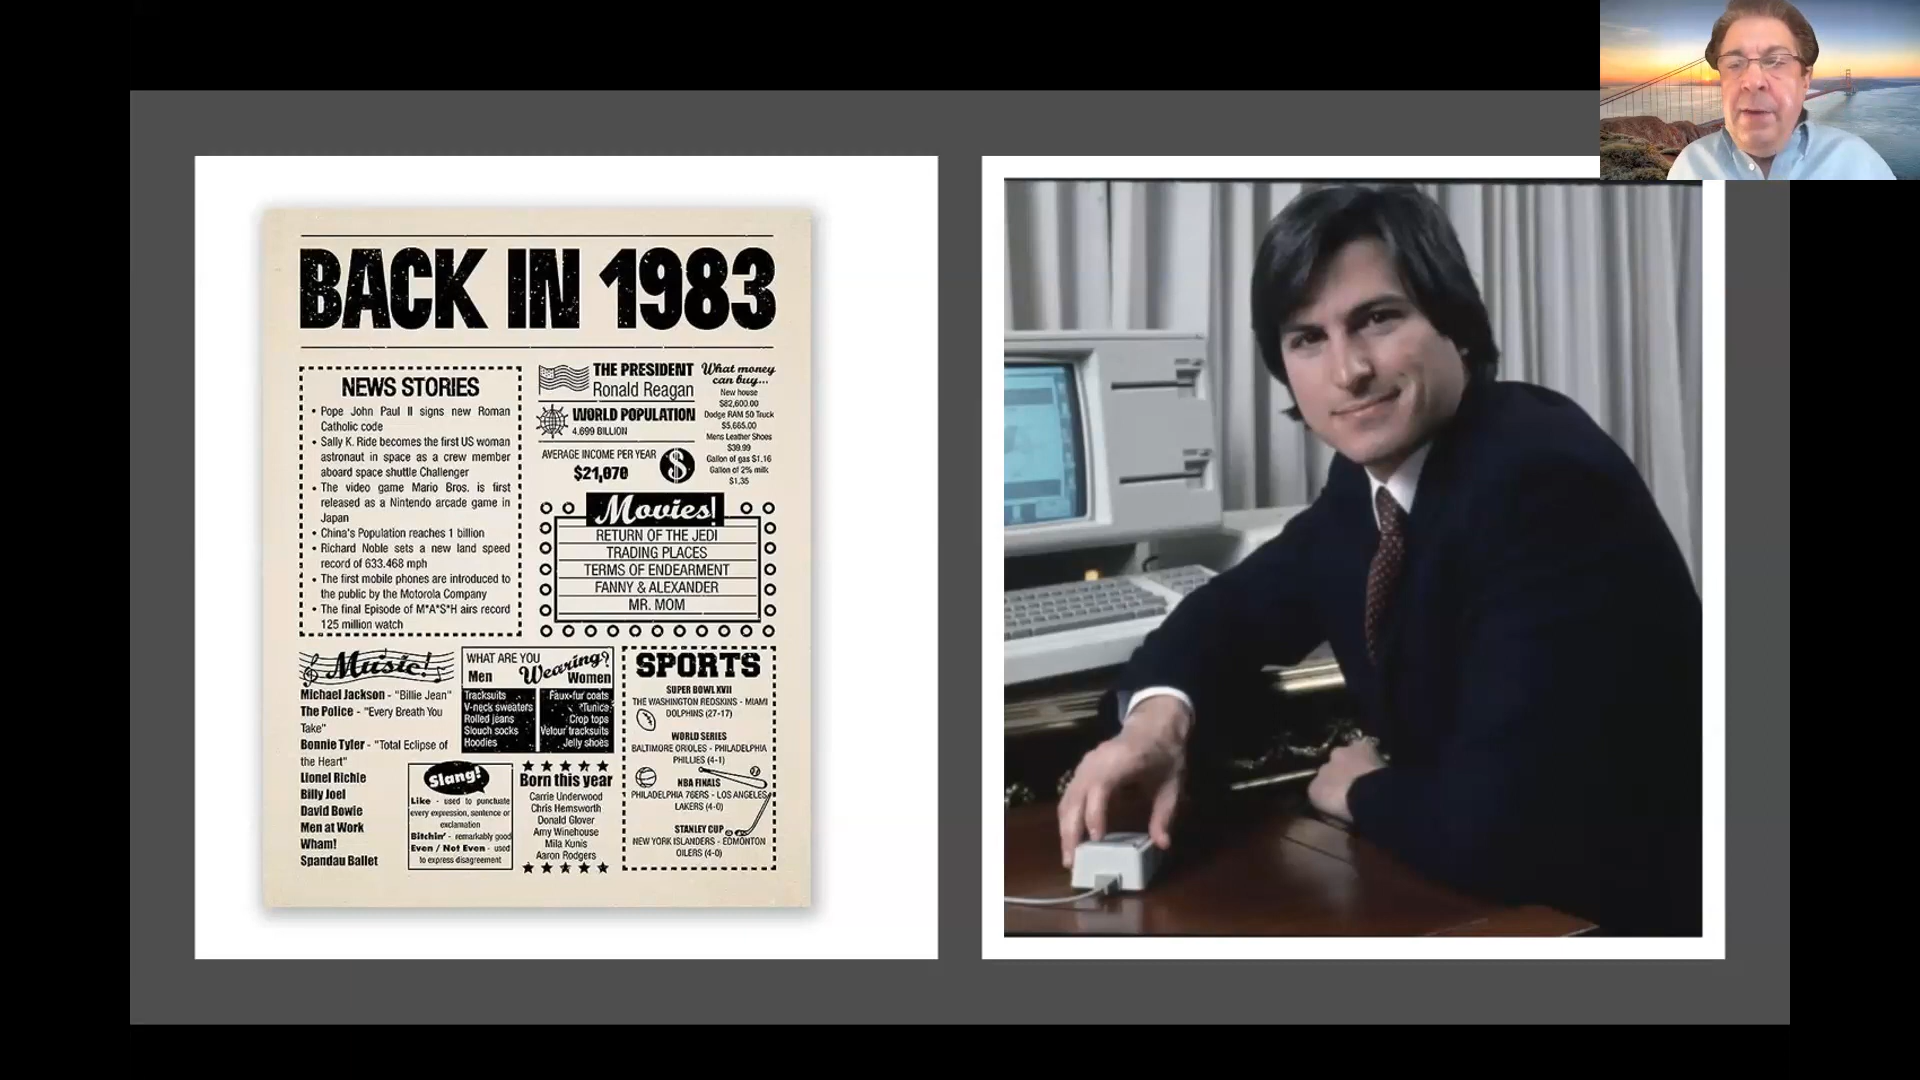 BACK IN 1983
NEWS STORIES
• Pope John Paul II signs new Roman
Catholic code
• Sally K. Ride becomes the first US woman
astronaut in space as a crew member
aboard space shuttle Challenger
• The video game Mario Bros. is first
released as a Nintendo arcade game in
Japan
• China's Population reaches 1 billion
• Richard Noble sets a new land speed
record of 633.468 mph
• The first mobile phones are introduced to
the public by the Motorola Company
• The final Episode of M*A*S*H airs record
125 million watch
THE PRESIDENT
Ronald Reagan
WORLD POPULATION
4.699 BILLION
AVERAGE INCOME PER YEAR
$21,070
$
What money
can buy...
New house
$82,600.00
Dodge RAM 50 Truck
$5,665.00
Mens Leather Shoes
$39.99
Gallon of gas $1.16
Gallon of 2% milk
$1.35
Movies!
RETURN OF THE JEDI
TRADING PLACES
TERMS OF ENDEARMENT
FANNY & ALEXANDER
MR. MOM
Music!
Michael Jackson - "Billie Jean"
The Police - "Every Breath You
Take"
Bonnie Tyler - "Total Eclipse of
the Heart"
Lionel Richie
Billy Joel
David Bowie
Men at Work
Wham!
Spandau Ballet
WHAT ARE YOU
Wearing?
Men
Women
Tracksuits
V-neck sweaters
Rolled jeans
Slouch socks
Hoodies
Faux-fur coats
Tunics
Crop tops
Velour tracksuits
Jelly shoes
Slang!
Like - used to punctuate
every expression, sentence or
exclamation
Bitchin' - remarkably good
Even / Not Even - used
to express disagreement
Born this year
Carrie Underwood
Chris Hemsworth
Donald Glover
Amy Winehouse
Mila Kunis
Aaron Rodgers
SPORTS
SUPER BOWL XVII
THE WASHINGTON REDSKINS - MIAMI
DOLPHINS (27-17)
WORLD SERIES
BALTIMORE ORIOLES - PHILADELPHIA
PHILLIES (4-1)
NBA FINALS
PHILADELPHIA 76ERS - LOS ANGELES
LAKERS (4-0)
STANLEY CUP
NEW YORK ISLANDERS - EDMONTON
OILERS (4-0)